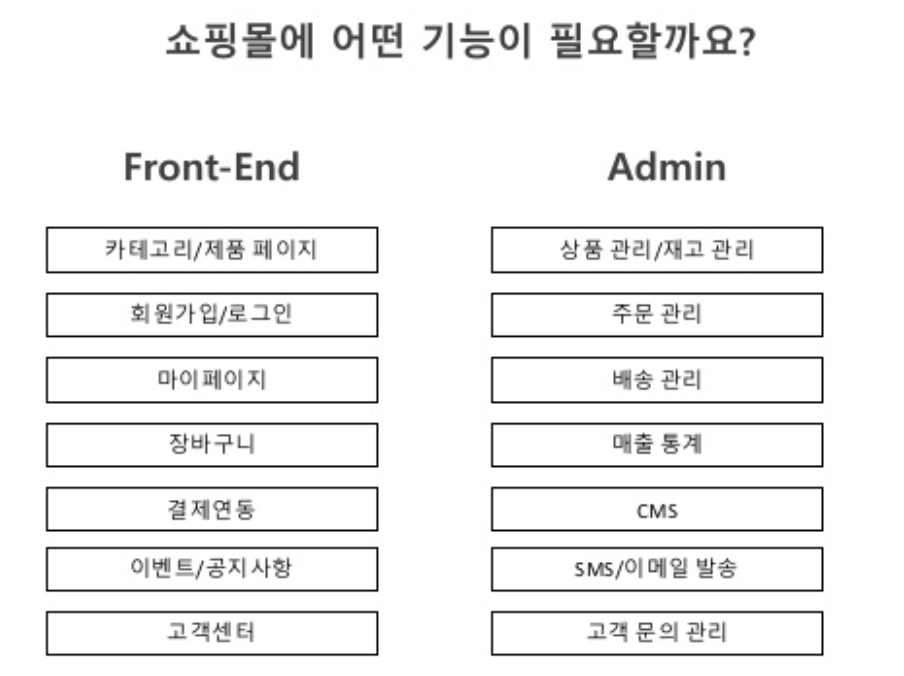 쇼핑몰에 어떤 기능이 필요할까요?
Front-End
카테고리/제품 페이지
회원가입/로그인
마이페이지
장바구니
결제연동
이벤트/공지사항
고객센터
Admin
상품 관리/재고 관리
주문 관리
배송 관리
매출 통계
CMS
SMS/이메일 발송
고객 문의 관리